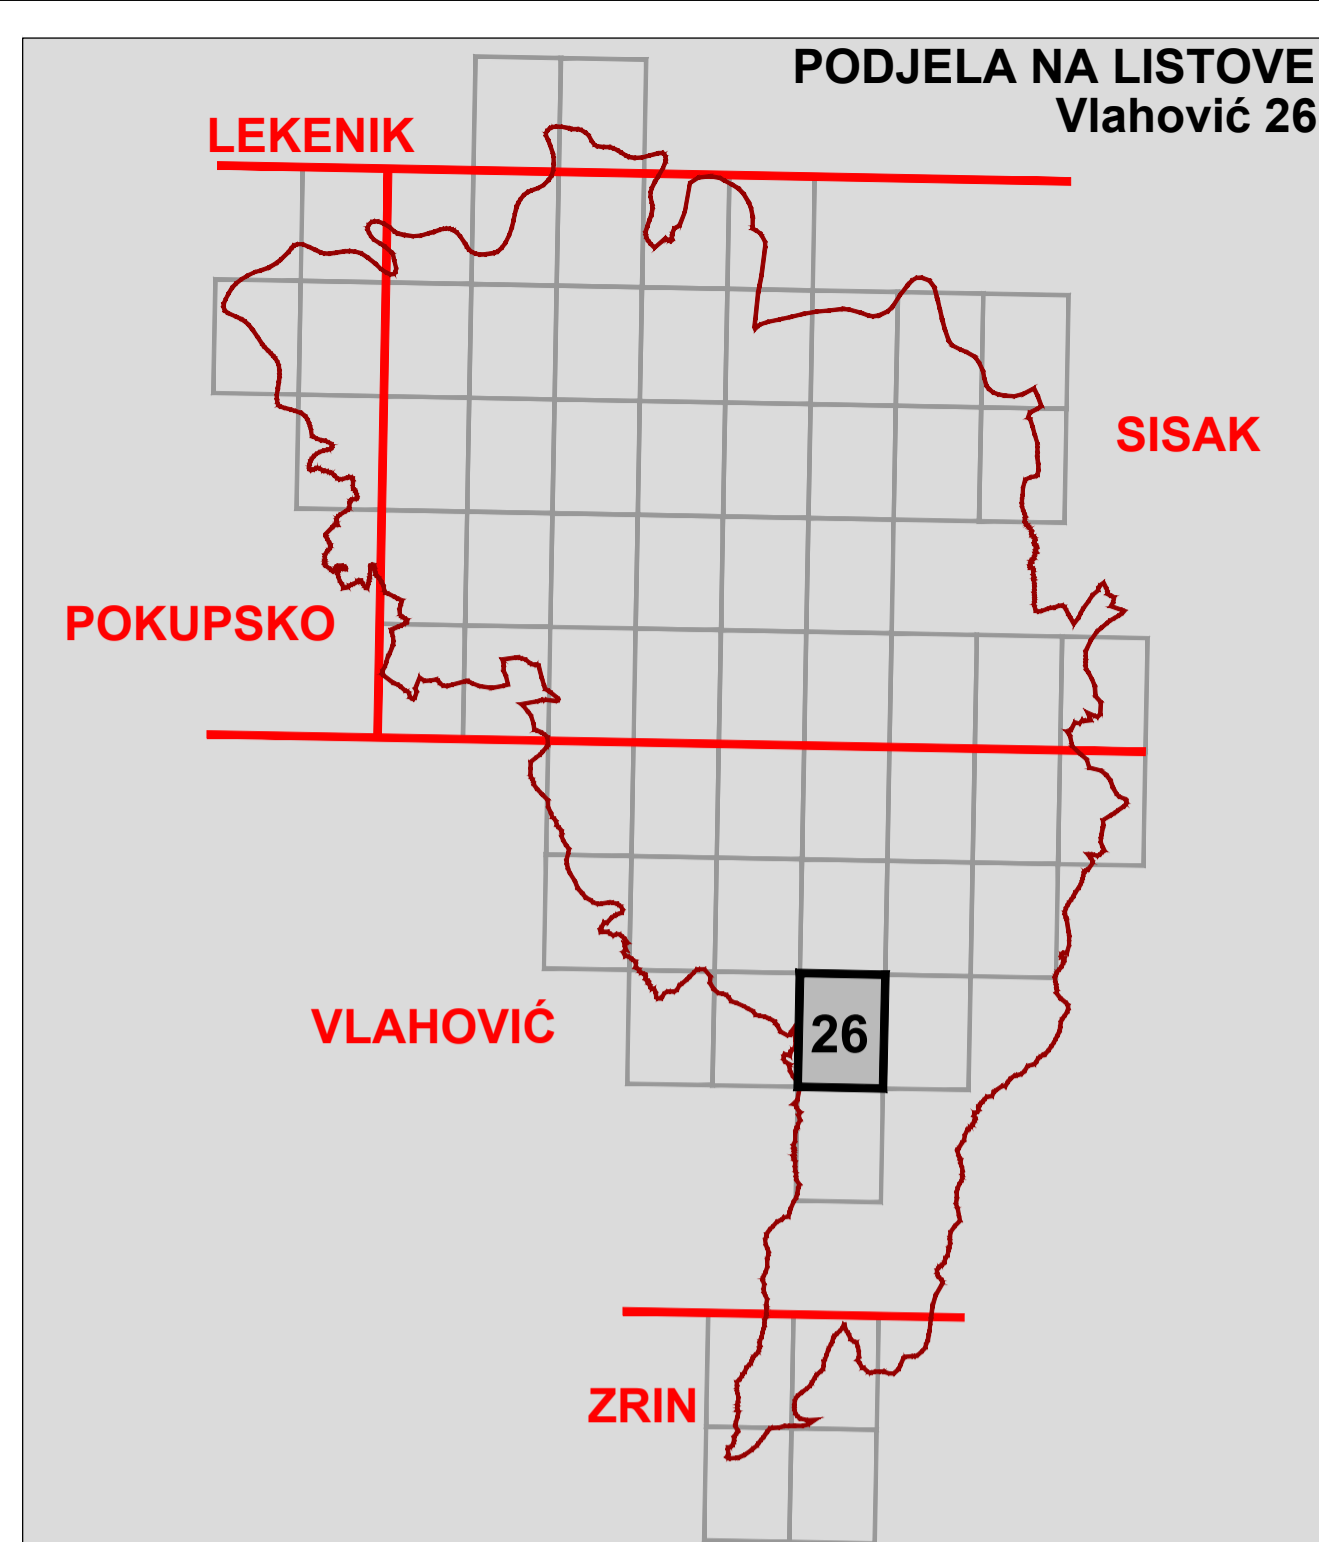 PODJELA NA LISTOVE
Vlahović 26
LEKENIK
SISAK
POKUPSKO
VLAHOVIĆ
26
ZRIN